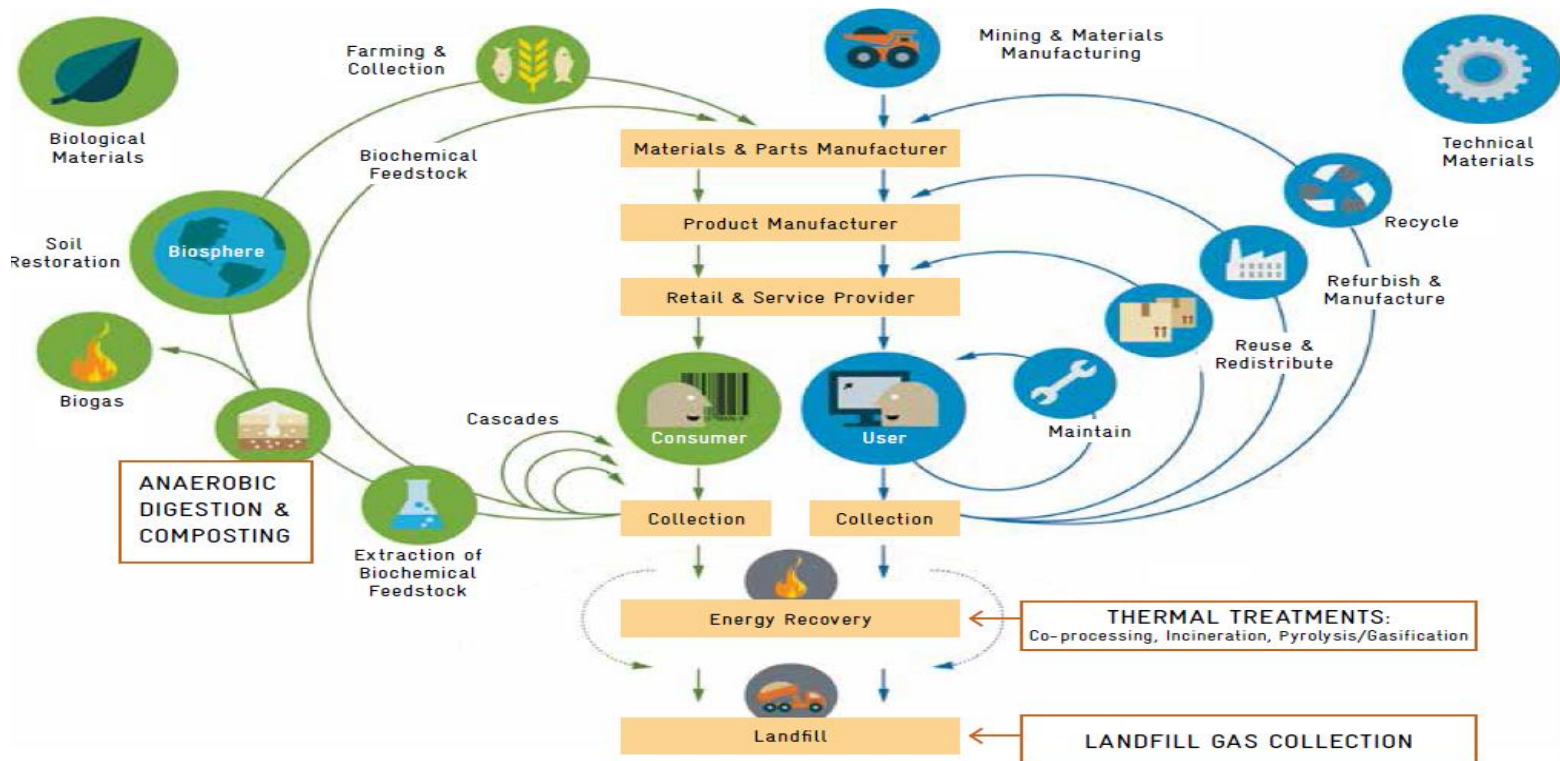 Farming &
Collection
Mining & Materials
Manufacturing
Biological
Materials
Technical
Materials
Biochemical
Feedstock
Materials & Parts Manufacturer
Recycle
Product Manufacturer
Soil
Restoration
Biosphere
Refurbish &
Manufacture
Retail & Service Provider
Reuse &
Redistribute
Biogas
Cascades
Consumer
User
Maintain
ANAEROBIC
DIGESTION &
COMPOSTING
Collection
Collection
Extraction of
Biochemical
Feedstock
Energy Recovery
THERMAL TREATMENTS:
Co-processing, Incineration, Pyrolysis/Gasification
Landfill
LANDFILL GAS COLLECTION